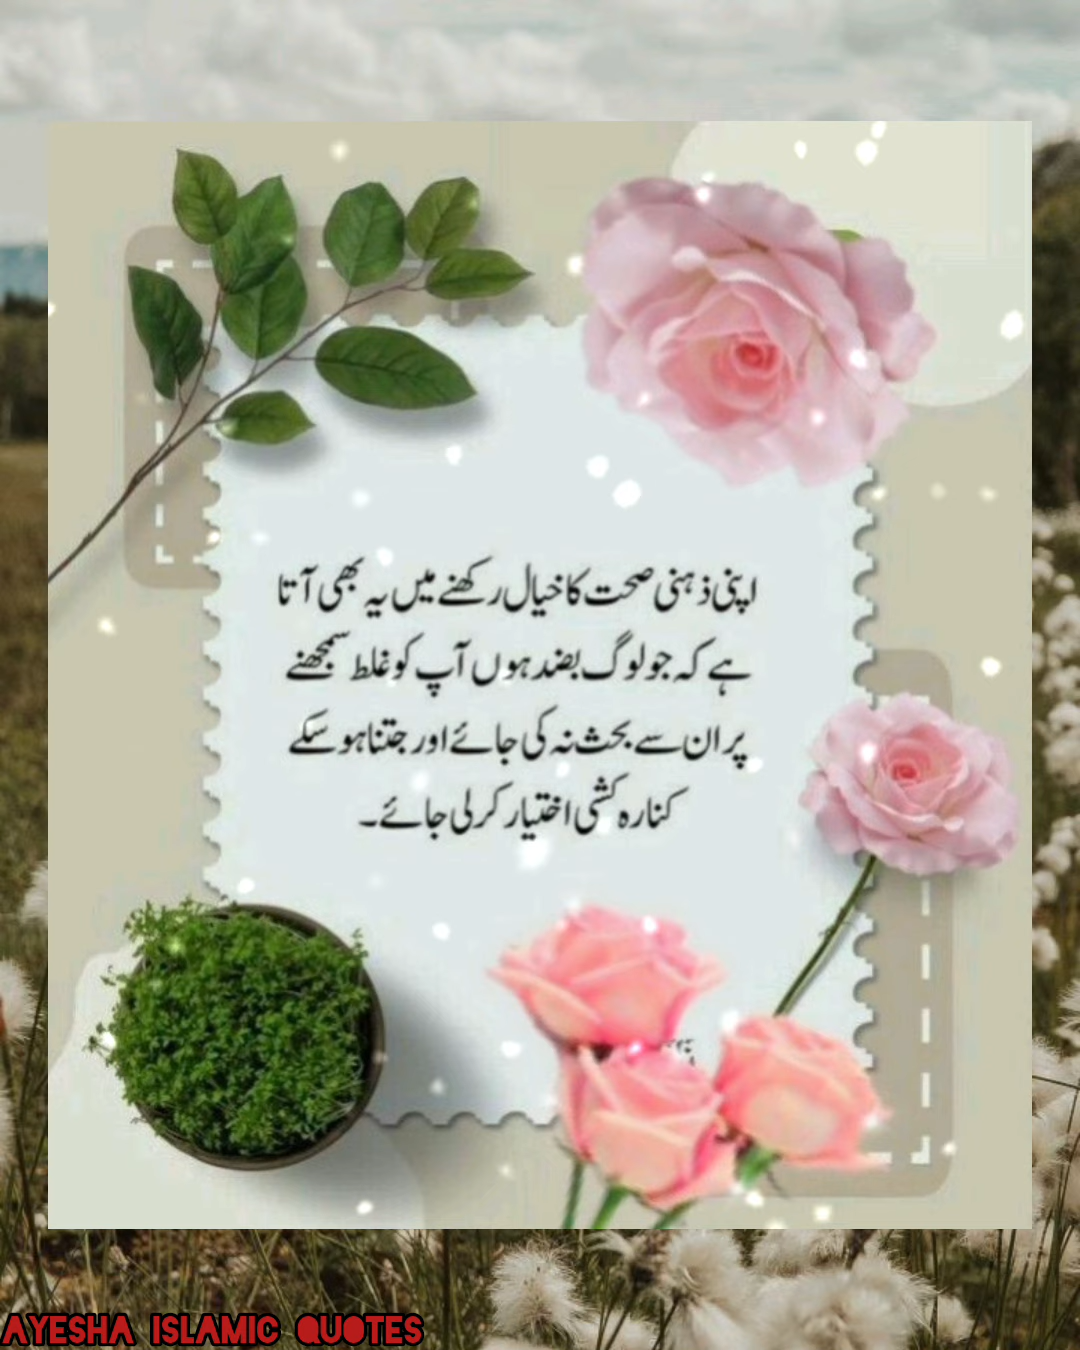 اپنی ذہنی صحت کا خیال رکھنے میں یہ بھی آتا
ہے کہ جو لوگ بضد ہوں آپ کو غلط سمجھنے
پر ان سے بحث نہ کی جائے اور جتنا ہو سکے
کنارہ کشی اختیار کر لی جائے۔
AYESHA ISLAMIC QUOTES